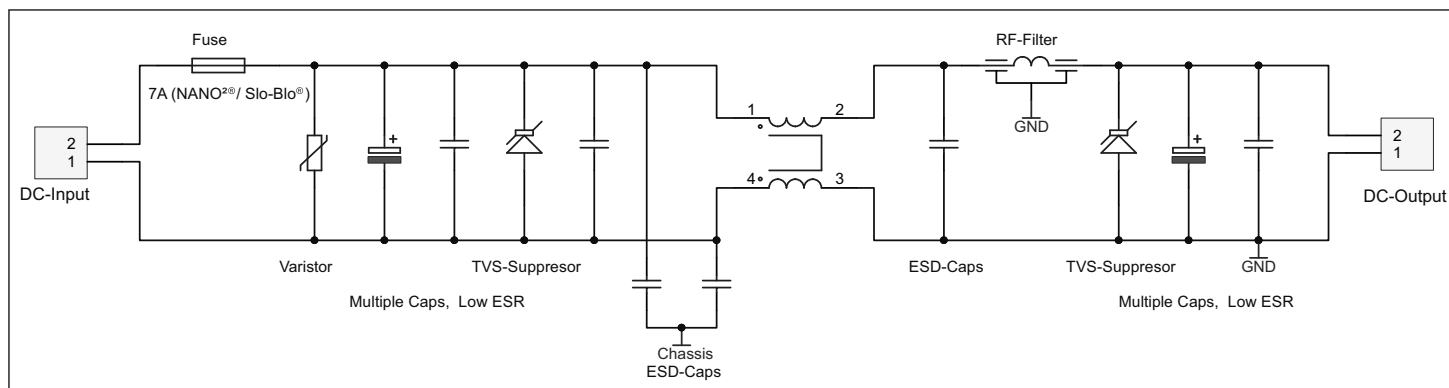 Fuse
RF-Filter
7A (NANO²®/ Slo-Blo®)
1 2
GND
+
+
2
1
2
1
4 3
DC-Input
DC-Output
Varistor
TVS-Suppresor
ESD-Caps
TVS-Suppresor
GND
Multiple Caps, Low ESR
Multiple Caps, Low ESR
Chassis
ESD-Caps